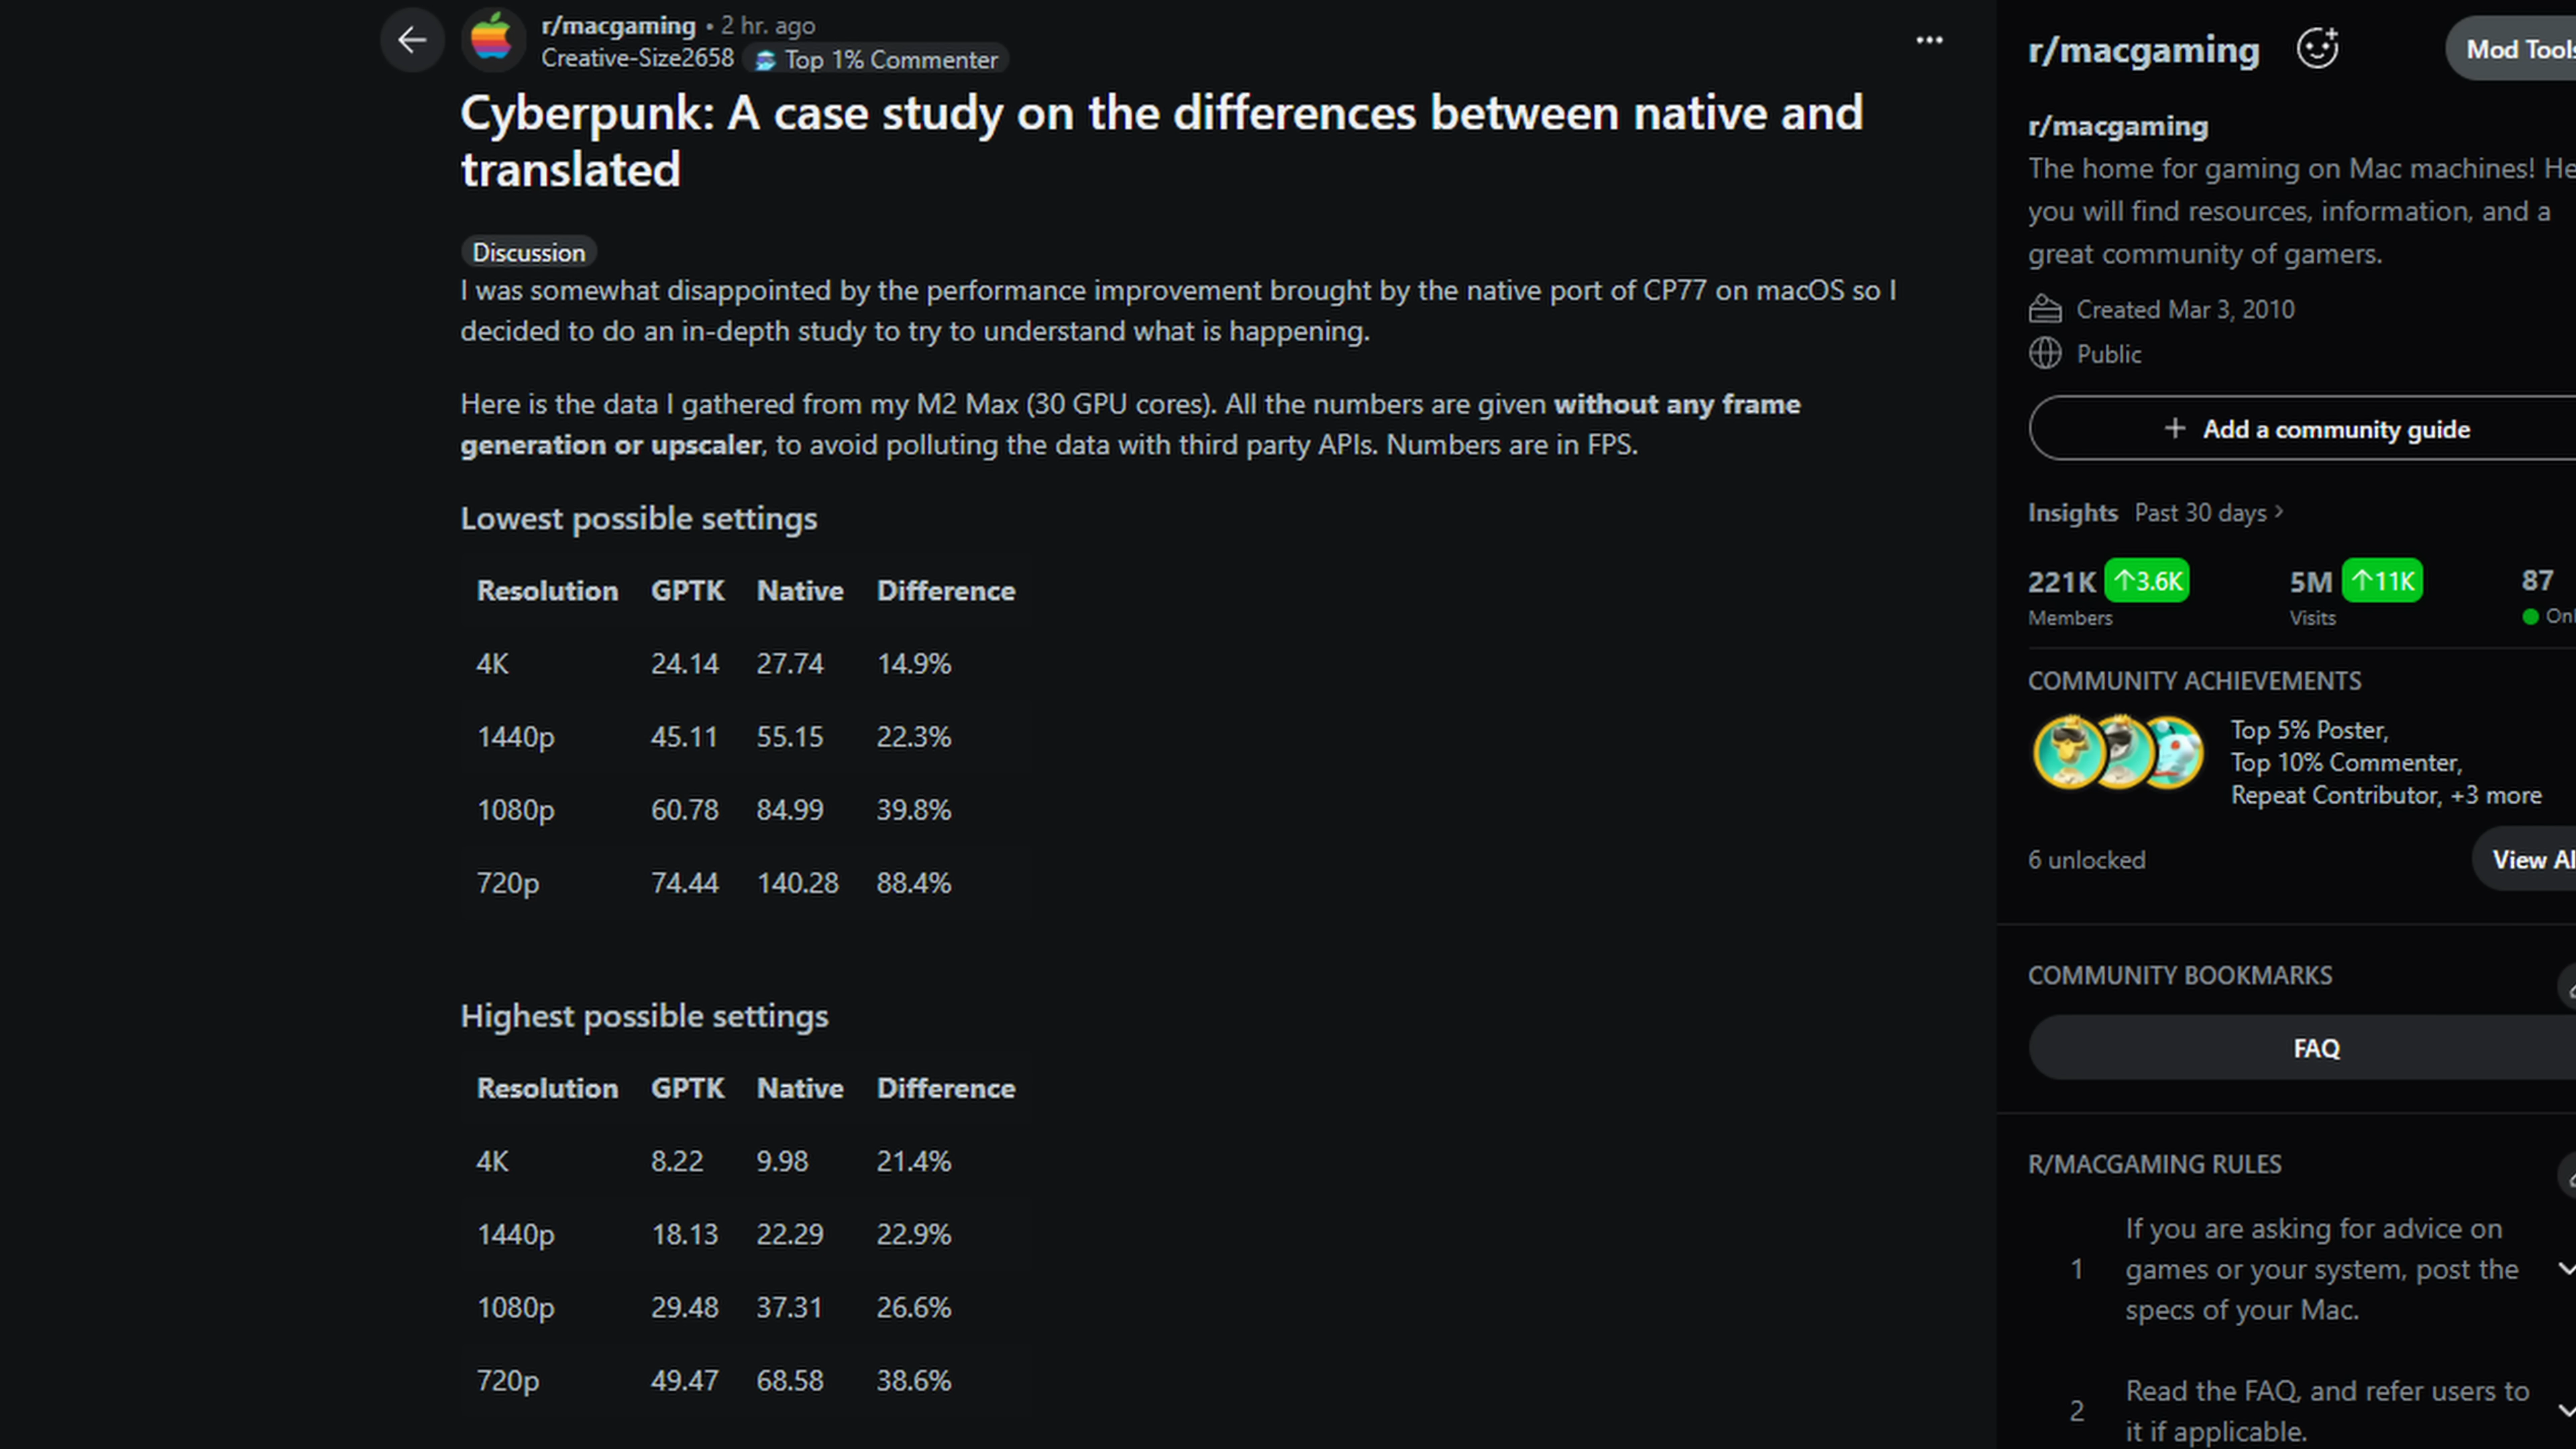 r/macgaming • 2 hr. ago
Creative-Size2658 Top 1% Commenter
Cyberpunk: A case study on the differences between native and
translated
Discussion
I was somewhat disappointed by the performance improvement brought by the native port of CP77 on macOS so I
decided to do an in-depth study to try to understand what is happening.
Here is the data I gathered from my M2 Max (30 GPU cores). All the numbers are given without any frame
generation or upscaler, to avoid polluting the data with third party APIs. Numbers are in FPS.
Lowest possible settings
Resolution GPTK Native Difference
4K 24.14 27.74 14.9%
1440p 45.11 55.15 22.3%
1080p 60.78 84.99 39.8%
720p 74.44 140.28 88.4%
Highest possible settings
Resolution GPTK Native Difference
4K 8.22 9.98 21.4%
1440p 18.13 22.29 22.9%
1080p 29.48 37.31 26.6%
720p 49.47 68.58 38.6%
r/macgaming Mod Tools
r/macgaming
The home for gaming on Mac machines! He
you will find resources, information, and a
great community of gamers.
Created Mar 3, 2010
Public
+ Add a community guide
Insights Past 30 days >
221K ↑3.6K 5M ↑11K 87
Members Visits Onl
COMMUNITY ACHIEVEMENTS
Top 5% Poster,
Top 10% Commenter,
Repeat Contributor, +3 more
6 unlocked View Al
COMMUNITY BOOKMARKS
FAQ
R/MACGAMING RULES
1 If you are asking for advice on
games or your system, post the
specs of your Mac.
2 Read the FAQ, and refer users to
it if applicable.